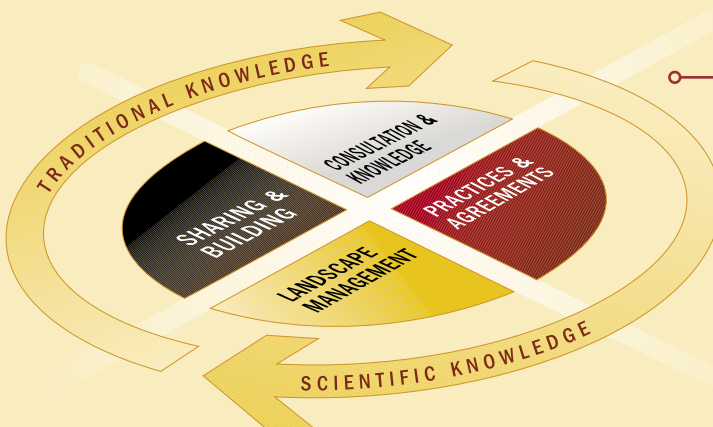 TRADITIONAL KNOWLEDGE
CONSULTATION &
KNOWLEDGE
PRACTICES &
AGREEMENTS
SHARING &
BUILDING
LANDSCAPE
MANAGEMENT
SCIENTIFIC KNOWLEDGE